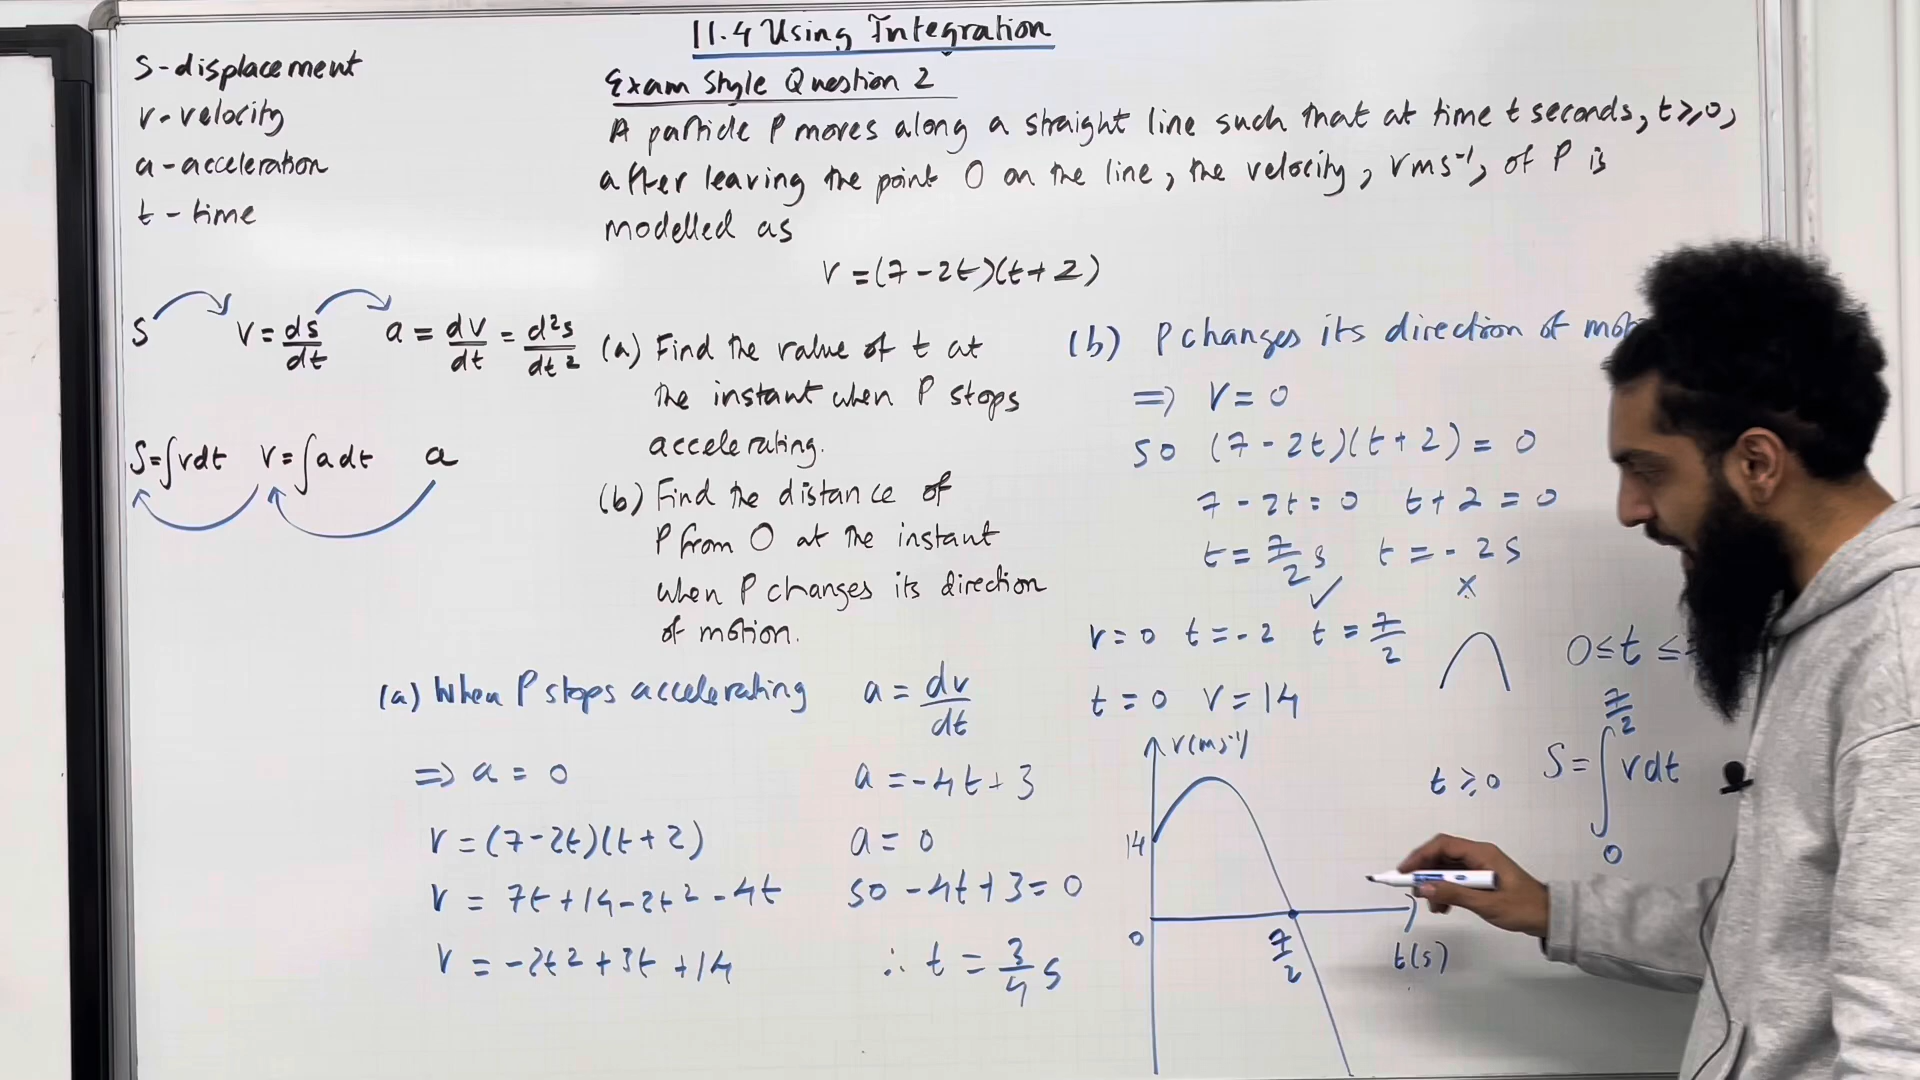 11.4 Using Integration
S-displacement
v-velocity
a-acceleration
t-time
Exam Style Question 2
A particle P moves along a straight line such that at time t seconds, t≥0,
after leaving the point O on the line, the velocity, vms⁻¹, of P is
modelled as
v=(7-2t)(t+2)
S v=ds/dt a=dv/dt=d²s/dt²
S=∫vdt v=∫adt a
(a) Find the value of t at
the instant when P stops
accelerating.
(b) Find the distance of
P from O at the instant
when P changes its direction
of motion.
(a) When P stops accelerating
=> a=0
v=(7-2t)(t+2)
v=7t+14-2t²-4t
v=-2t²+3t+14
a=dv/dt
a=-4t+3
a=0
so -4t+3=0
∴ t=3/4 s
(b) P changes its direction of
=> v=0
so (7-2t)(t+2)=0
7-2t=0 t+2=0
t=7/2 s t=-2s
✓ x
v=0 t=-2 t=7/2
0≤t≤
t=0 v=14
v(ms⁻¹)
14
0
7/2
t(s)
t≥0
S=∫₀^(7/2) vdt